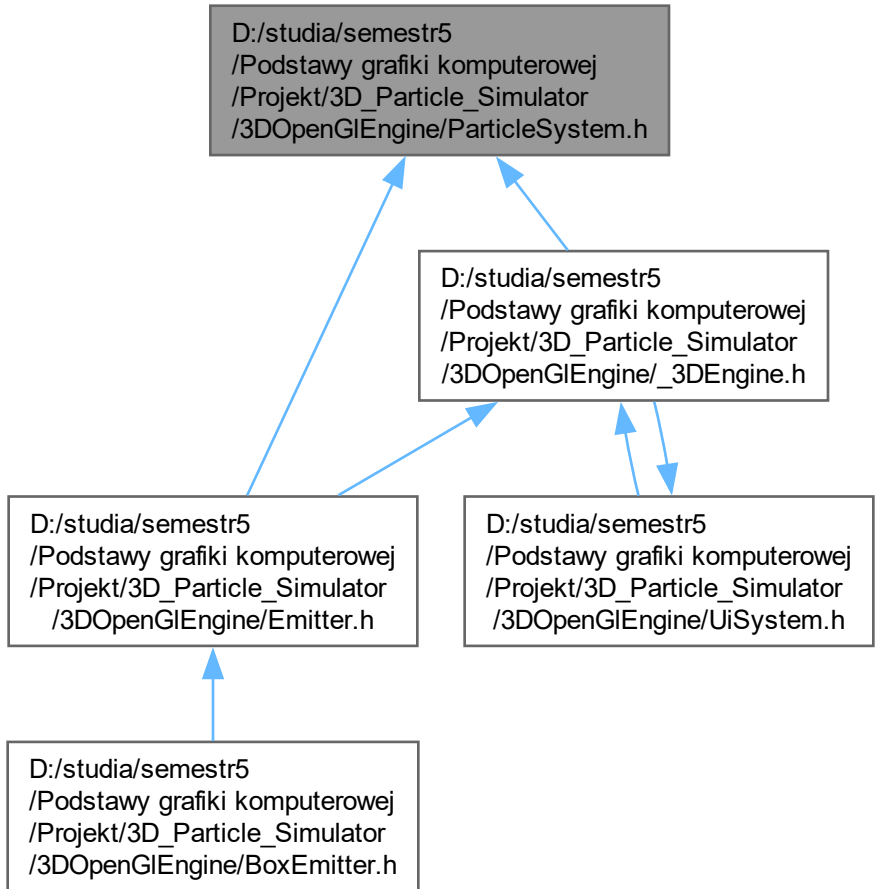 D:/studia/semestr5
/Podstawy grafiki komputerowej
/Projekt/3D_Particle_Simulator
/3DOpenGlEngine/ParticleSystem.h
D:/studia/semestr5
/Podstawy grafiki komputerowej
/Projekt/3D_Particle_Simulator
/3DOpenGlEngine/_3DEngine.h
D:/studia/semestr5
/Podstawy grafiki komputerowej
/Projekt/3D_Particle_Simulator
/3DOpenGlEngine/Emitter.h
D:/studia/semestr5
/Podstawy grafiki komputerowej
/Projekt/3D_Particle_Simulator
/3DOpenGlEngine/UiSystem.h
D:/studia/semestr5
/Podstawy grafiki komputerowej
/Projekt/3D_Particle_Simulator
/3DOpenGlEngine/BoxEmitter.h